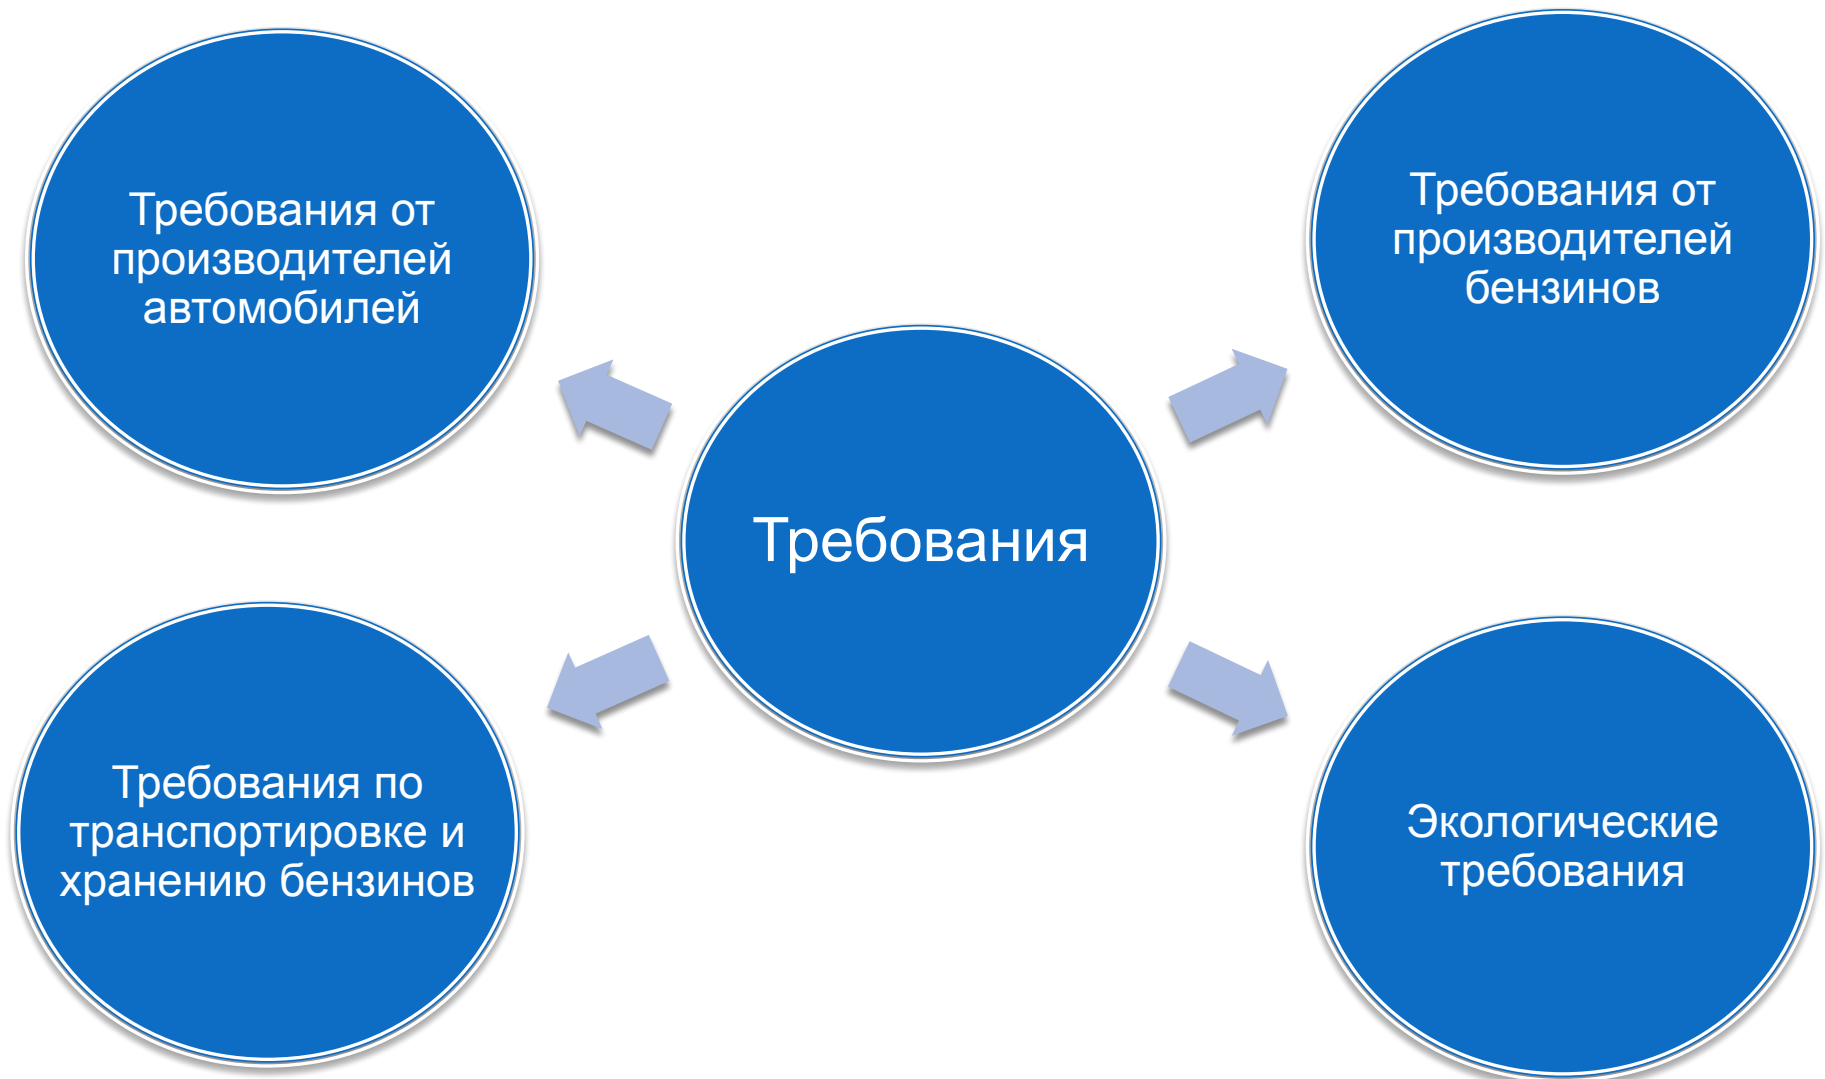 Требования от
производителей
автомобилей
Требования от
производителей
бензинов
Требования
Требования по
транспортировке и
хранению бензинов
Экологические
требования